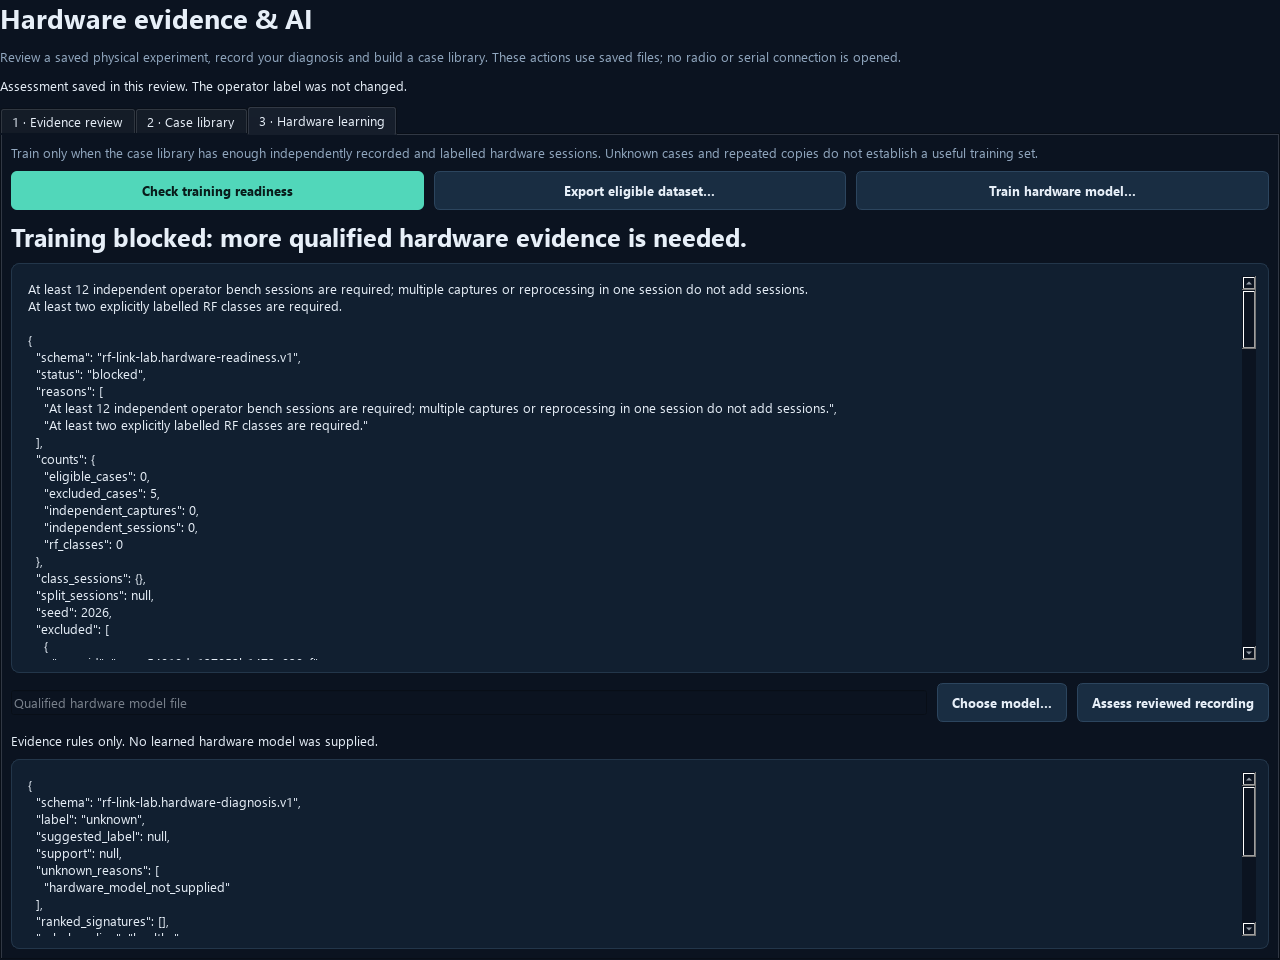 Hardware evidence & AI
Review a saved physical experiment, record your diagnosis and build a case library. These actions use saved files; no radio or serial connection is opened.
Assessment saved in this review. The operator label was not changed.
1 · Evidence review
2 · Case library
3 · Hardware learning
Train only when the case library has enough independently recorded and labelled hardware sessions. Unknown cases and repeated copies do not establish a useful training set.
Check training readiness
Export eligible dataset...
Train hardware model...
Training blocked: more qualified hardware evidence is needed.
At least 12 independent operator bench sessions are required; multiple captures or reprocessing in one session do not add sessions.
At least two explicitly labelled RF classes are required.
{
"schema": "rf-link-lab.hardware-readiness.v1",
"status": "blocked",
"reasons": [
"At least 12 independent operator bench sessions are required; multiple captures or reprocessing in one session do not add sessions.",
"At least two explicitly labelled RF classes are required."
],
"counts": {
"eligible_cases": 0,
"excluded_cases": 5,
"independent_captures": 0,
"independent_sessions": 0,
"rf_classes": 0
},
"class_sessions": {},
"split_sessions": null,
"seed": 2026,
"excluded": [
{
Qualified hardware model file
Choose model...
Assess reviewed recording
Evidence rules only. No learned hardware model was supplied.
{
"schema": "rf-link-lab.hardware-diagnosis.v1",
"label": "unknown",
"suggested_label": null,
"support": null,
"unknown_reasons": [
"hardware_model_not_supplied"
],
"ranked_signatures": [],